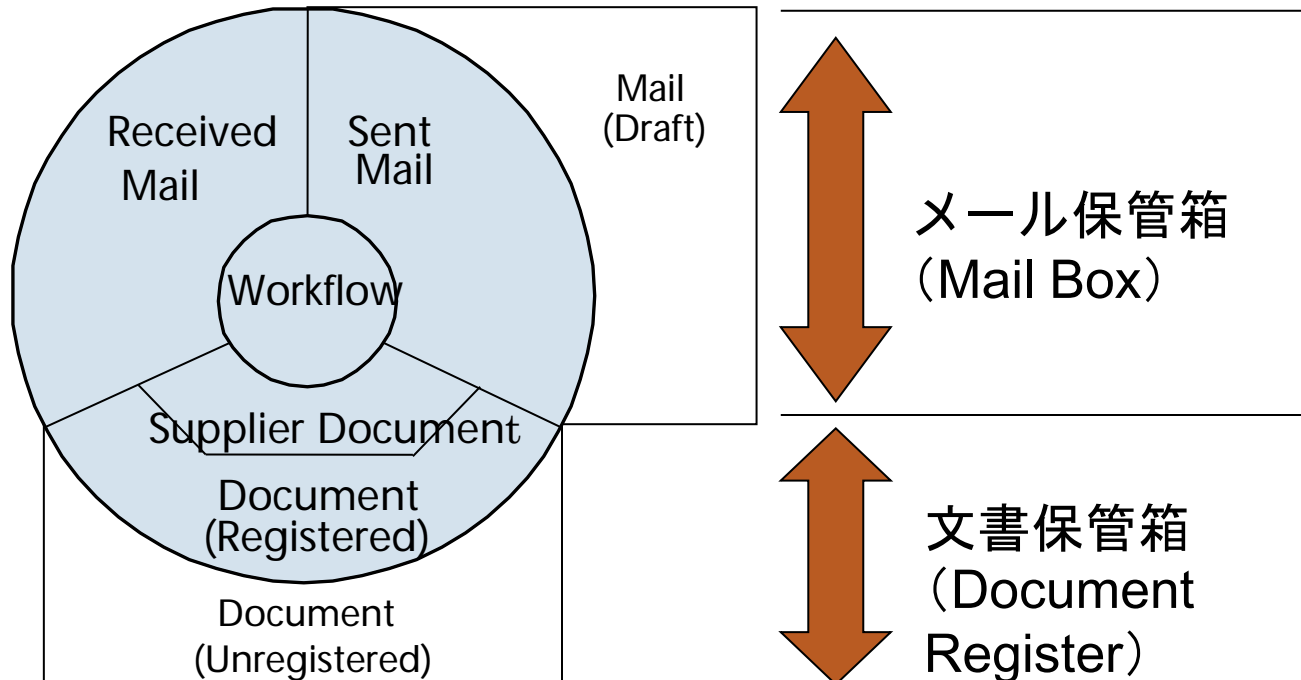 Received
Mail
Sent
Mail
Mail
(Draft)
Workflow
Supplier Document
Document
(Registered)
Document
(Unregistered)
メール保管箱
（Mail Box）
文書保管箱
（Document
Register）